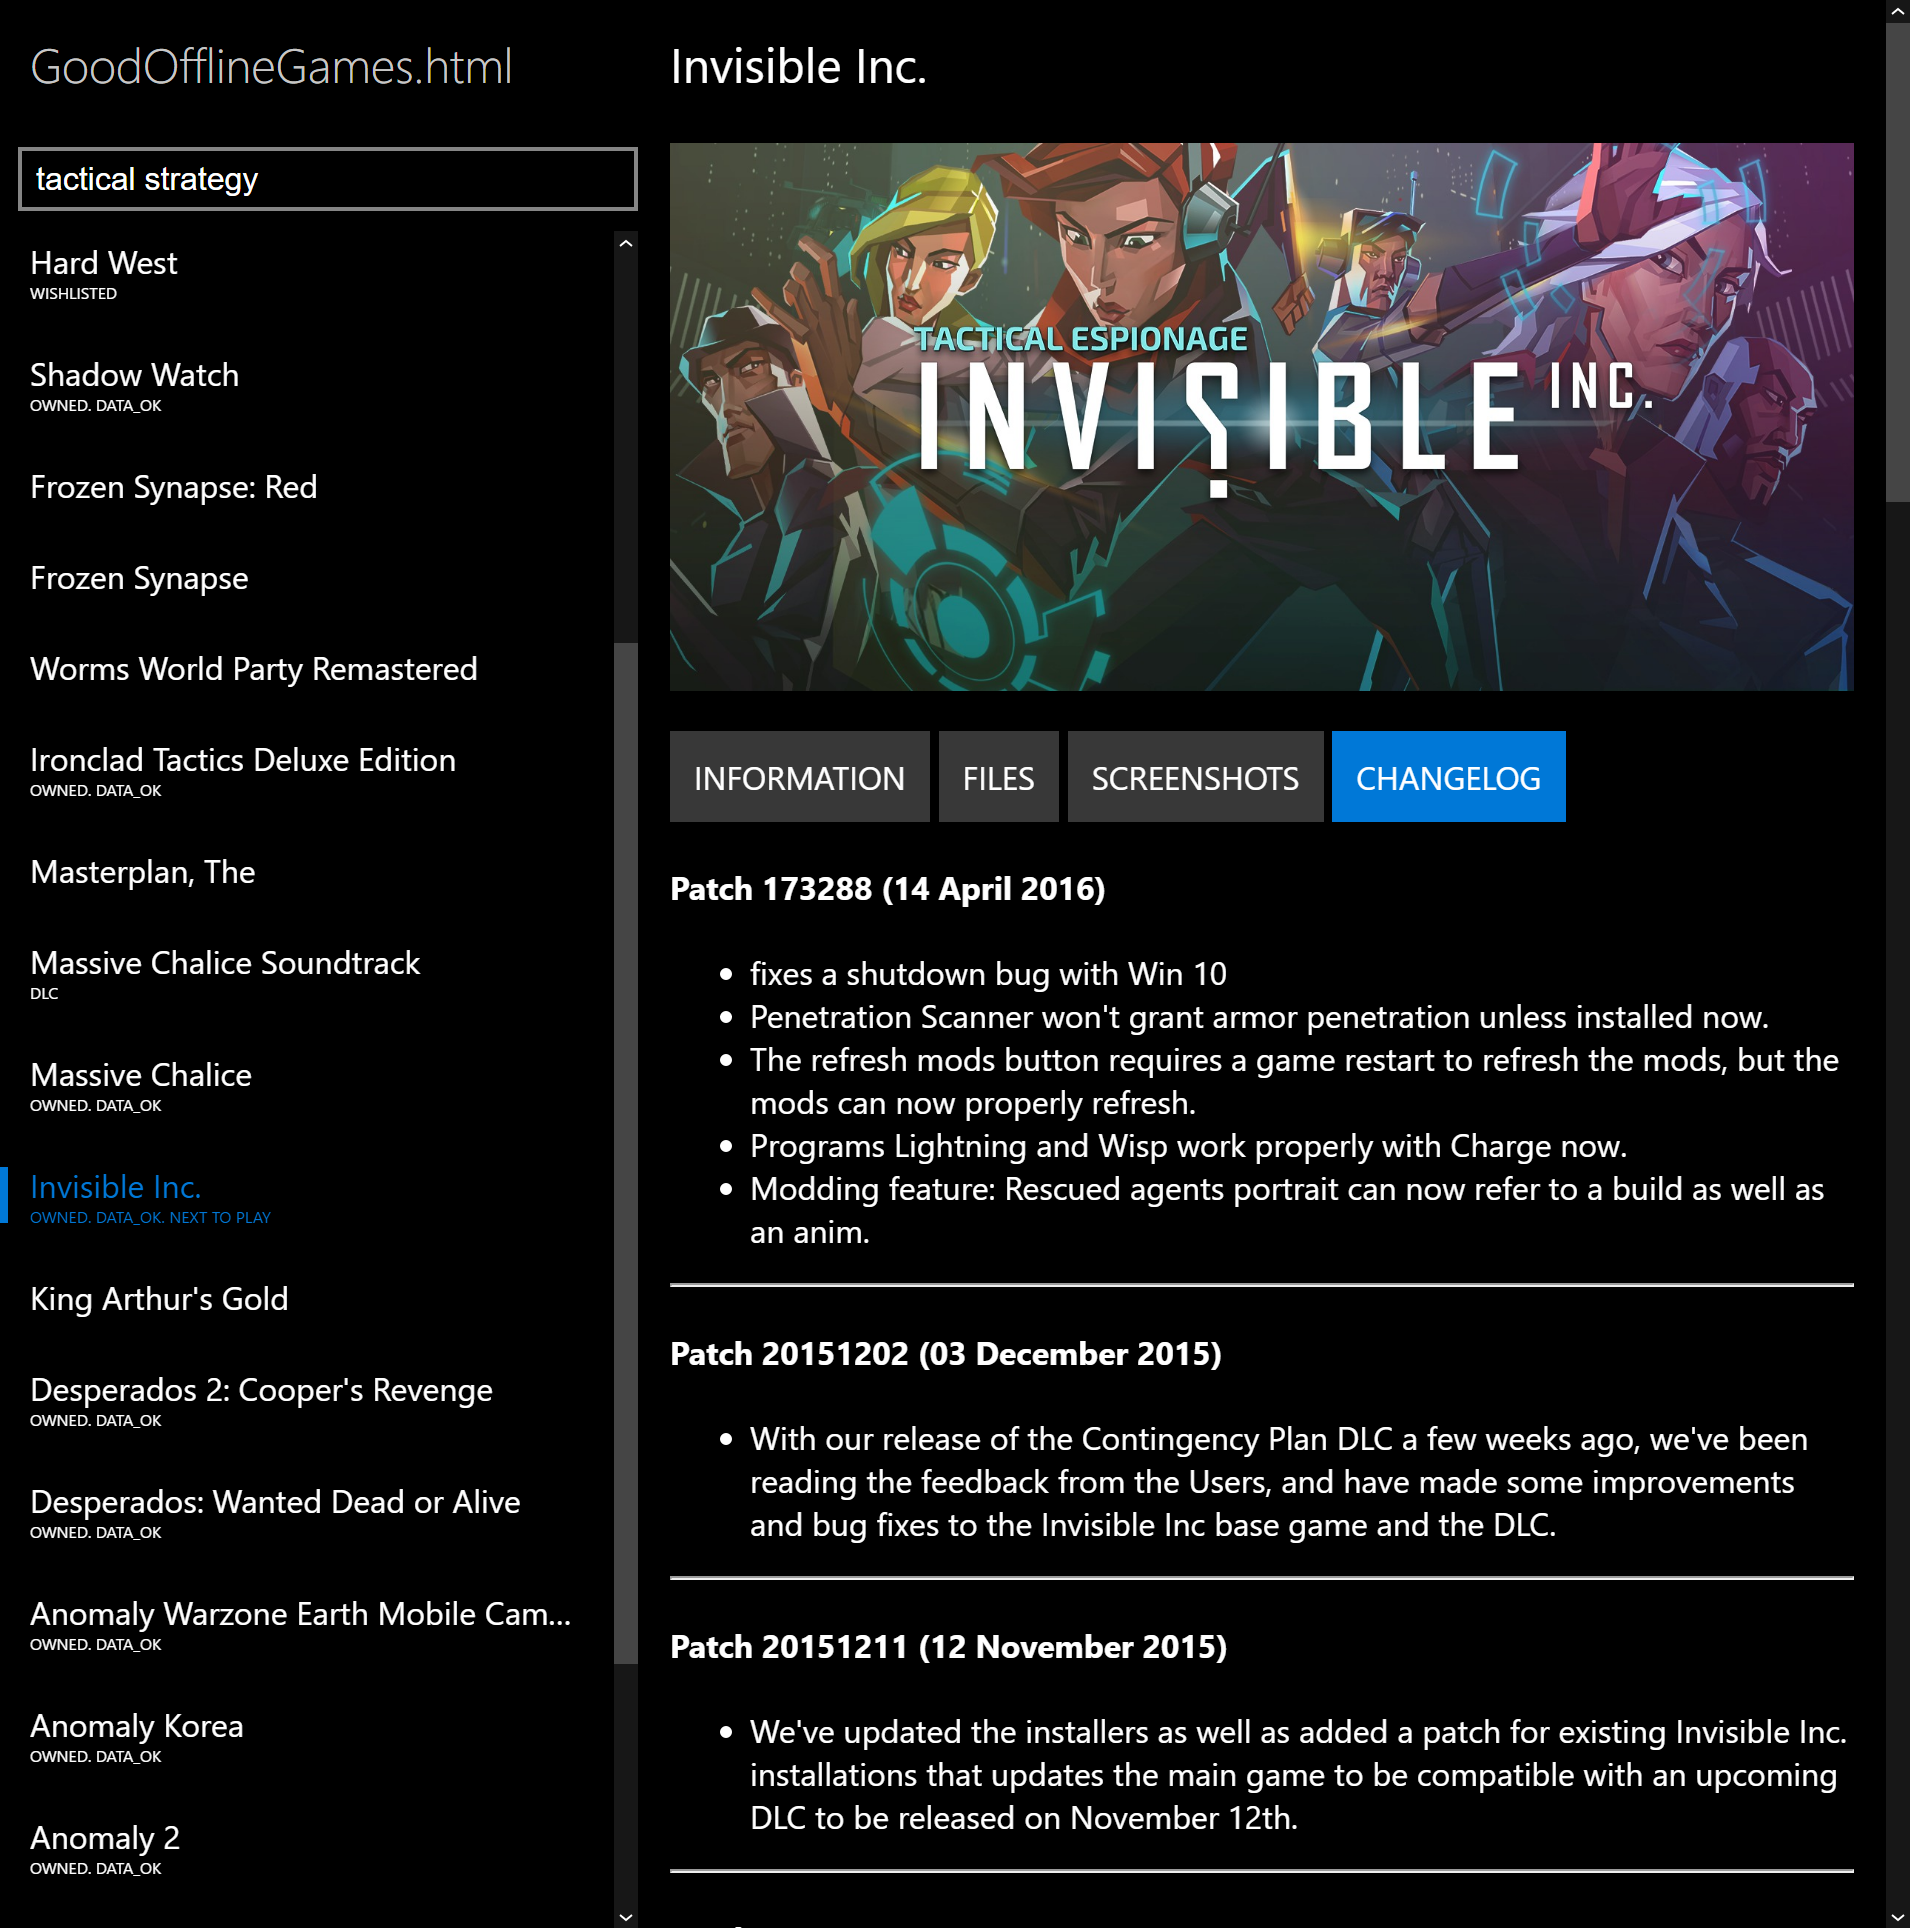 GoodOfflineGames.html
tactical strategy
Hard West
WISHLISTED
Shadow Watch
OWNED. DATA_OK
Frozen Synapse: Red
Frozen Synapse
Worms World Party Remastered
Ironclad Tactics Deluxe Edition
OWNED. DATA_OK
Masterplan, The
Massive Chalice Soundtrack
DLC
Massive Chalice
OWNED. DATA_OK
Invisible Inc.
OWNED. DATA_OK. NEXT TO PLAY
King Arthur's Gold
Desperados 2: Cooper's Revenge
OWNED. DATA_OK
Desperados: Wanted Dead or Alive
OWNED. DATA_OK
Anomaly Warzone Earth Mobile Cam...
OWNED. DATA_OK
Anomaly Korea
OWNED. DATA_OK
Anomaly 2
OWNED. DATA_OK
Invisible Inc.
TACTICAL ESPIONAGE
INVISIBLE INC.
INFORMATION FILES SCREENSHOTS CHANGELOG
Patch 173288 (14 April 2016)
• fixes a shutdown bug with Win 10
• Penetration Scanner won't grant armor penetration unless installed now.
• The refresh mods button requires a game restart to refresh the mods, but the
mods can now properly refresh.
• Programs Lightning and Wisp work properly with Charge now.
• Modding feature: Rescued agents portrait can now refer to a build as well as
an anim.
Patch 20151202 (03 December 2015)
• With our release of the Contingency Plan DLC a few weeks ago, we've been
reading the feedback from the Users, and have made some improvements
and bug fixes to the Invisible Inc base game and the DLC.
Patch 20151211 (12 November 2015)
• We've updated the installers as well as added a patch for existing Invisible Inc.
installations that updates the main game to be compatible with an upcoming
DLC to be released on November 12th.